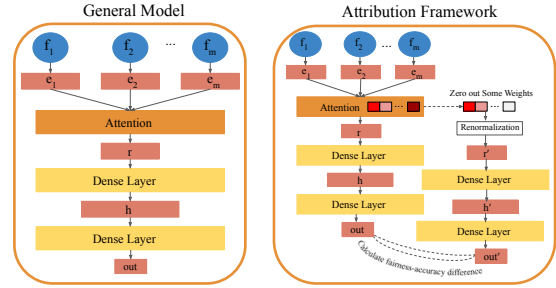 General Model
f1 f2 ... fm
e1 e2 em
Attention
r
Dense Layer
h
Dense Layer
out
Attribution Framework
f1 f2 ... fm
e1 e2 em
Zero out Some Weights
Attention ... ...
Renormalization
r r'
Dense Layer
Dense Layer
h h'
Dense Layer
Dense Layer
out out'
Calculate fairness-accuracy difference